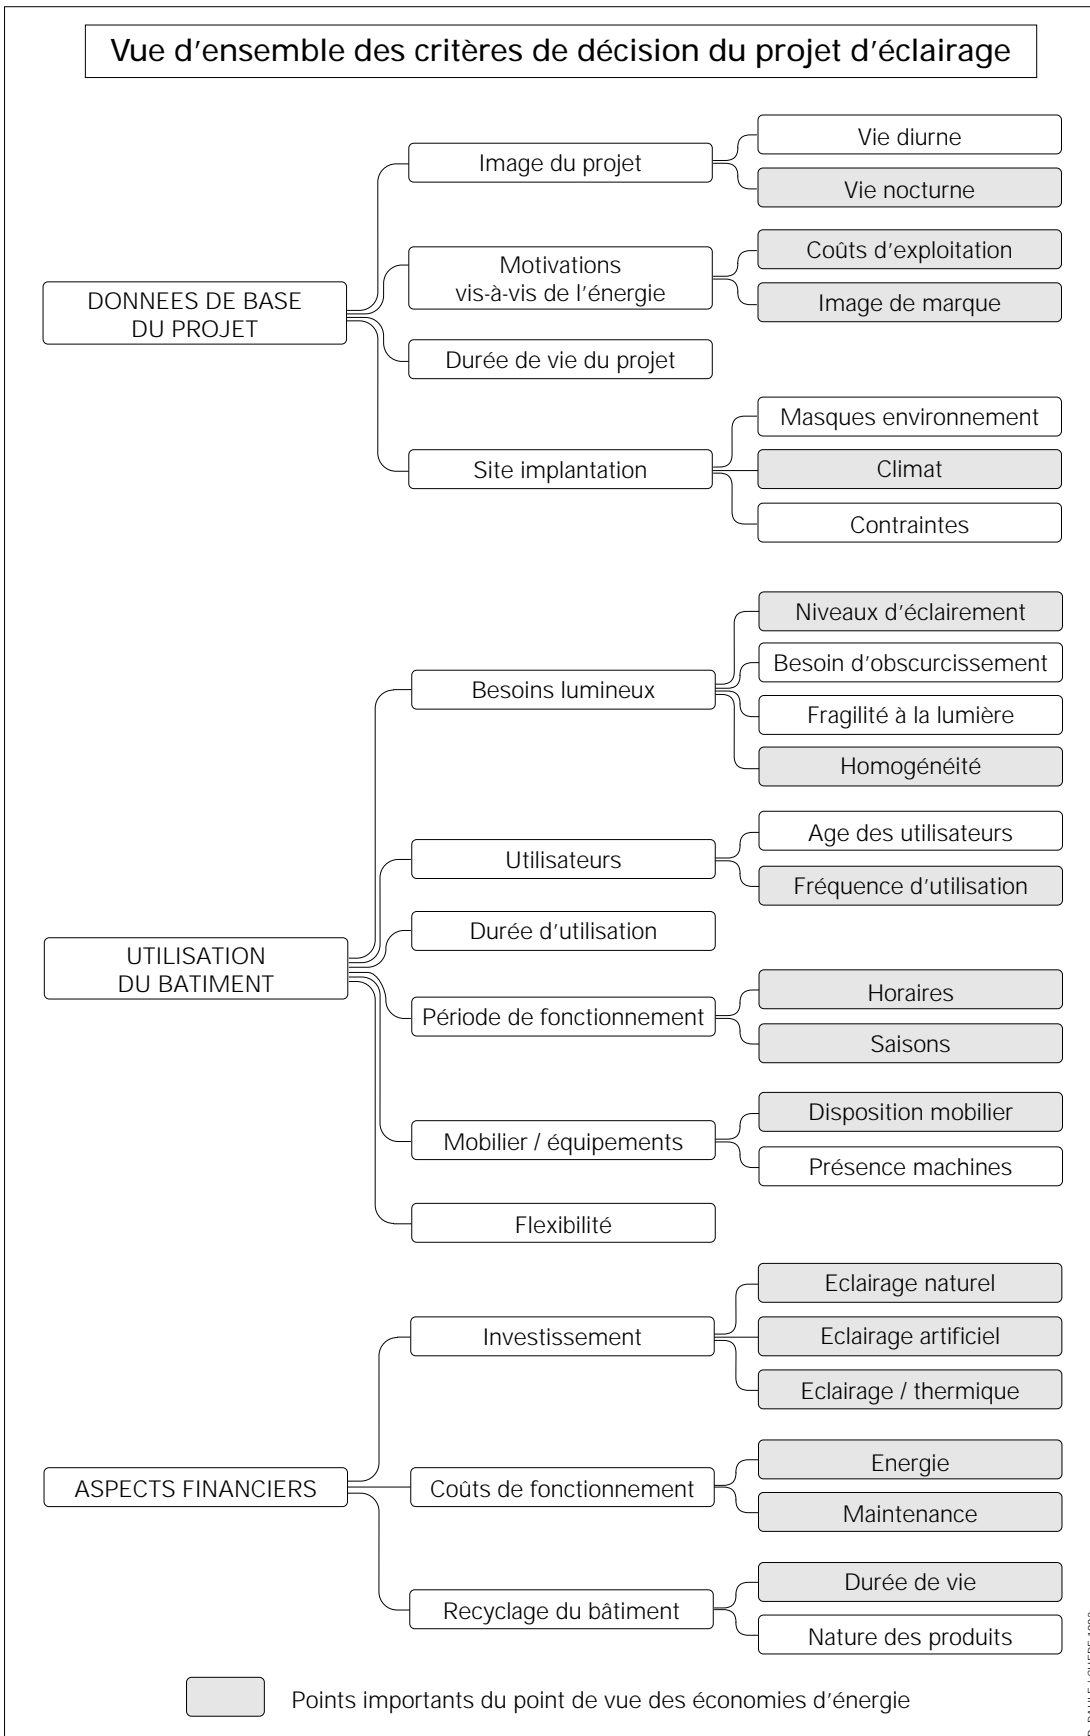 Vue d'ensemble des critères de décision du projet d'éclairage
DONNEES DE BASE
DU PROJET
Image du projet
Vie diurne
Vie nocturne
Motivations
vis-à-vis de l'énergie
Coûts d'exploitation
Image de marque
Durée de vie du projet
Site implantation
Masques environnement
Climat
Contraintes
UTILISATION
DU BATIMENT
Besoins lumineux
Niveaux d'éclairement
Besoin d'obscurcissement
Fragilité à la lumière
Homogénéité
Utilisateurs
Age des utilisateurs
Fréquence d'utilisation
Durée d'utilisation
Période de fonctionnement
Horaires
Saisons
Mobilier / équipements
Disposition mobilier
Présence machines
Flexibilité
ASPECTS FINANCIERS
Investissement
Eclairage naturel
Eclairage artificiel
Eclairage / thermique
Coûts de fonctionnement
Energie
Maintenance
Recyclage du bâtiment
Durée de vie
Nature des produits
Points importants du point de vue des économies d'énergie